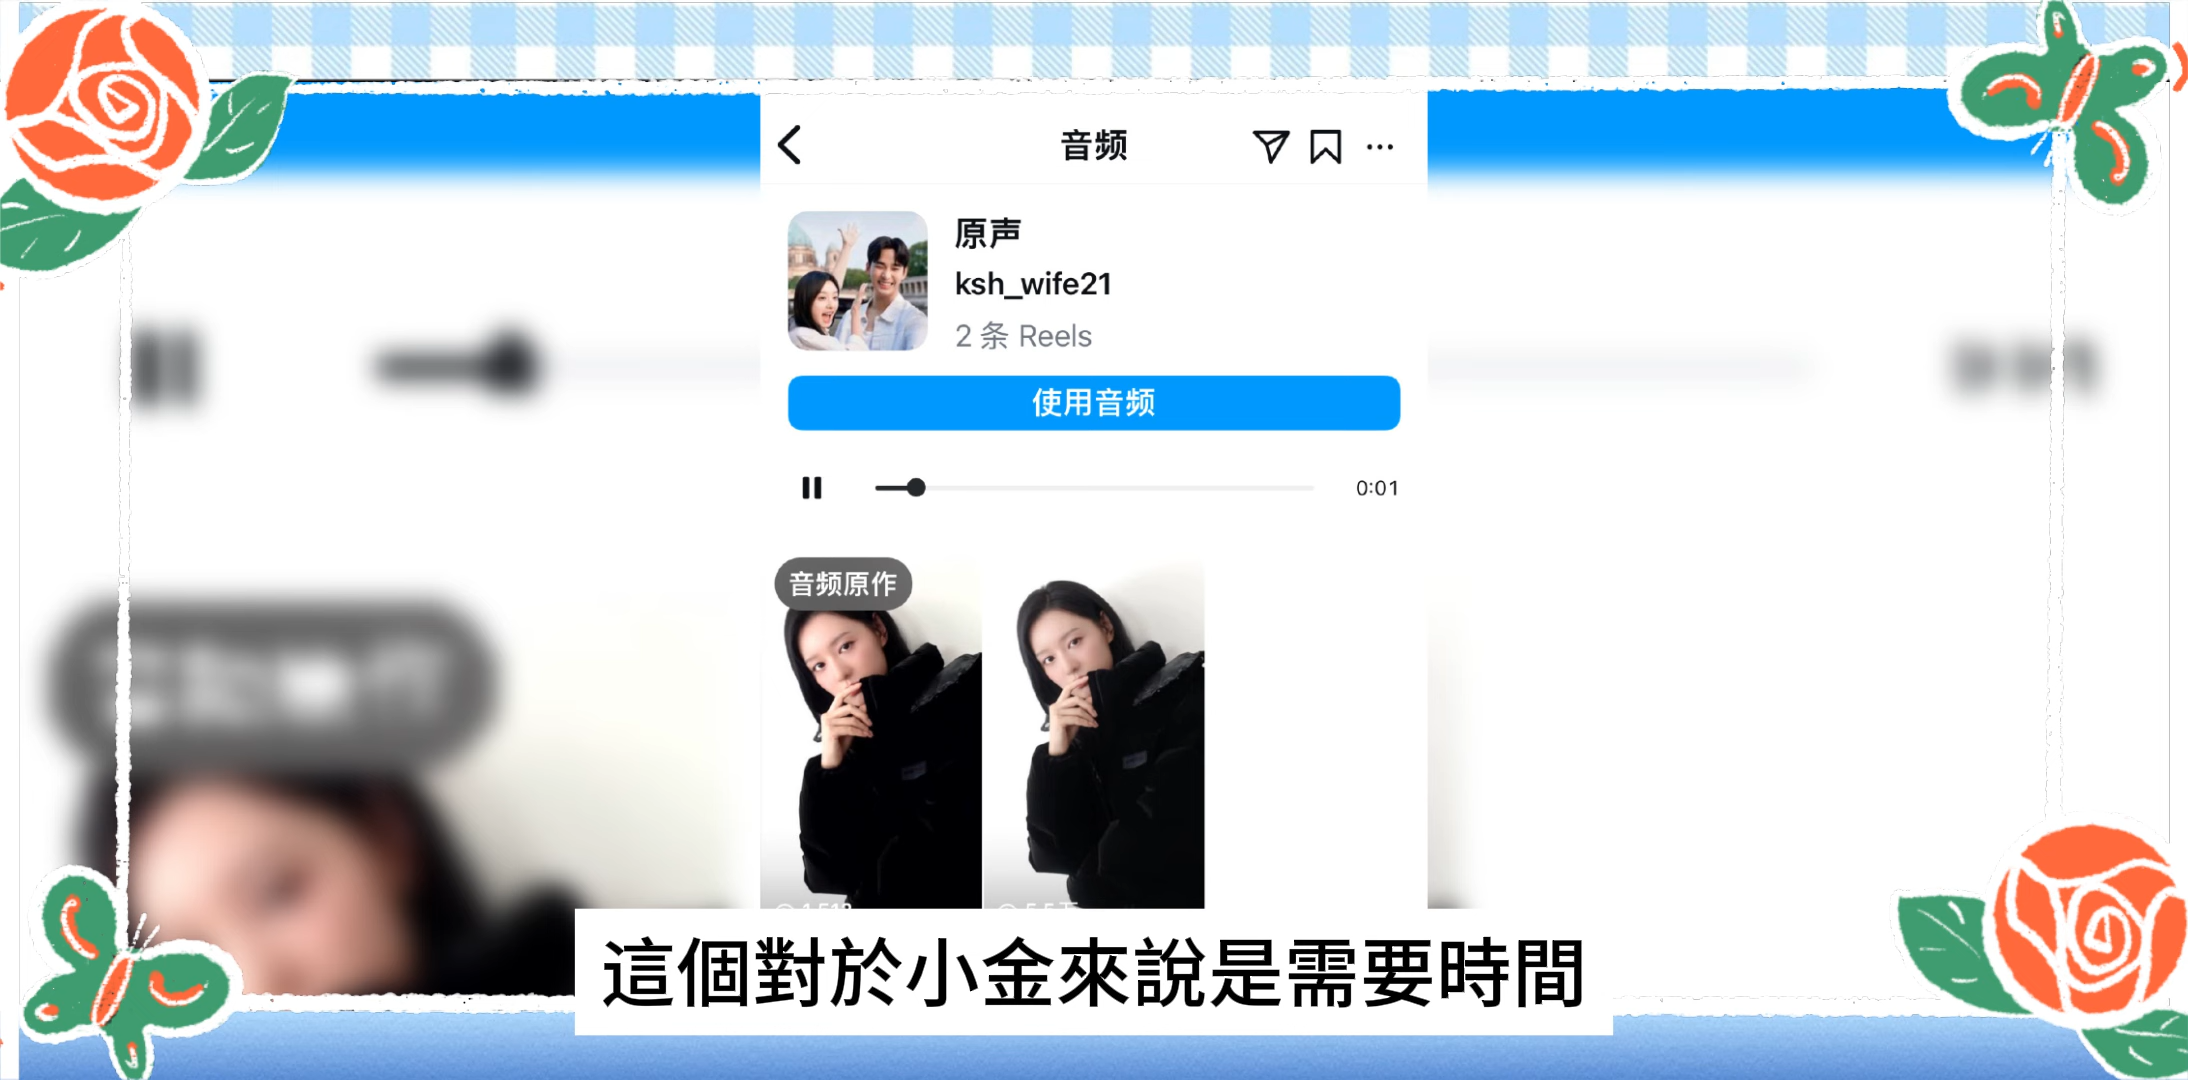 音频
原声
ksh_wife21
2 条 Reels
使用音频
0:01
音频原作
這個對於小金來說是需要時間